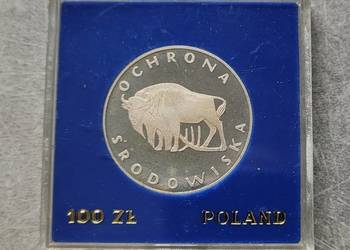 OCHRONA
ŚRODOWISKA
100 ZŁ POLAND